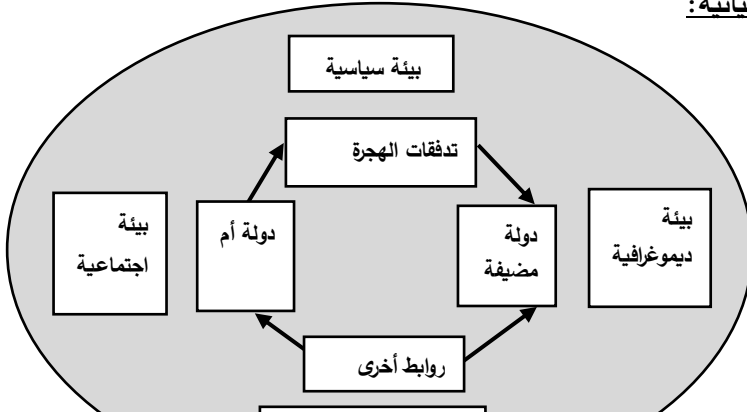 بيئة سياسية
تدفقات الهجرة
بيئة
ديموغرافية
دولة
مضيفة
دولة أم
بيئة
اجتماعية
روابط أخرى